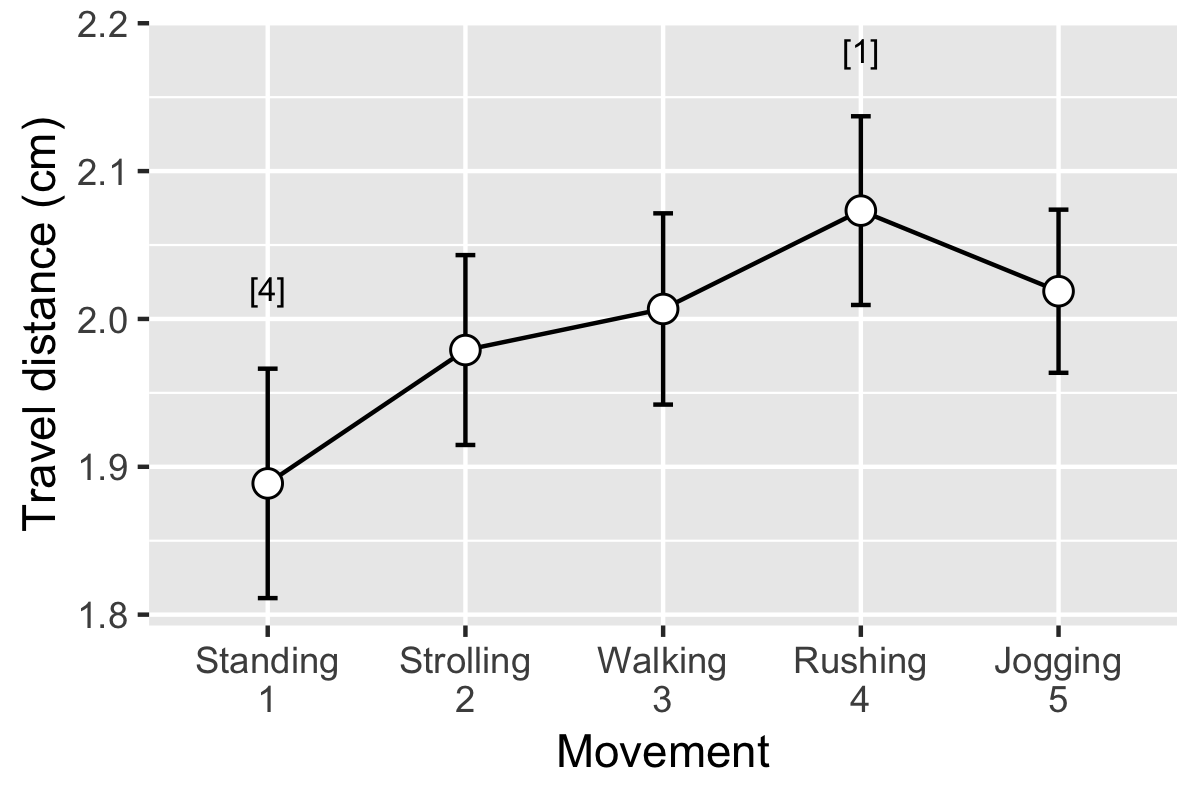 Travel distance (cm)
2.2
2.1
2.0
1.9
1.8
[4]
[1]
Standing
1
Strolling
2
Walking
3
Rushing
4
Jogging
5
Movement